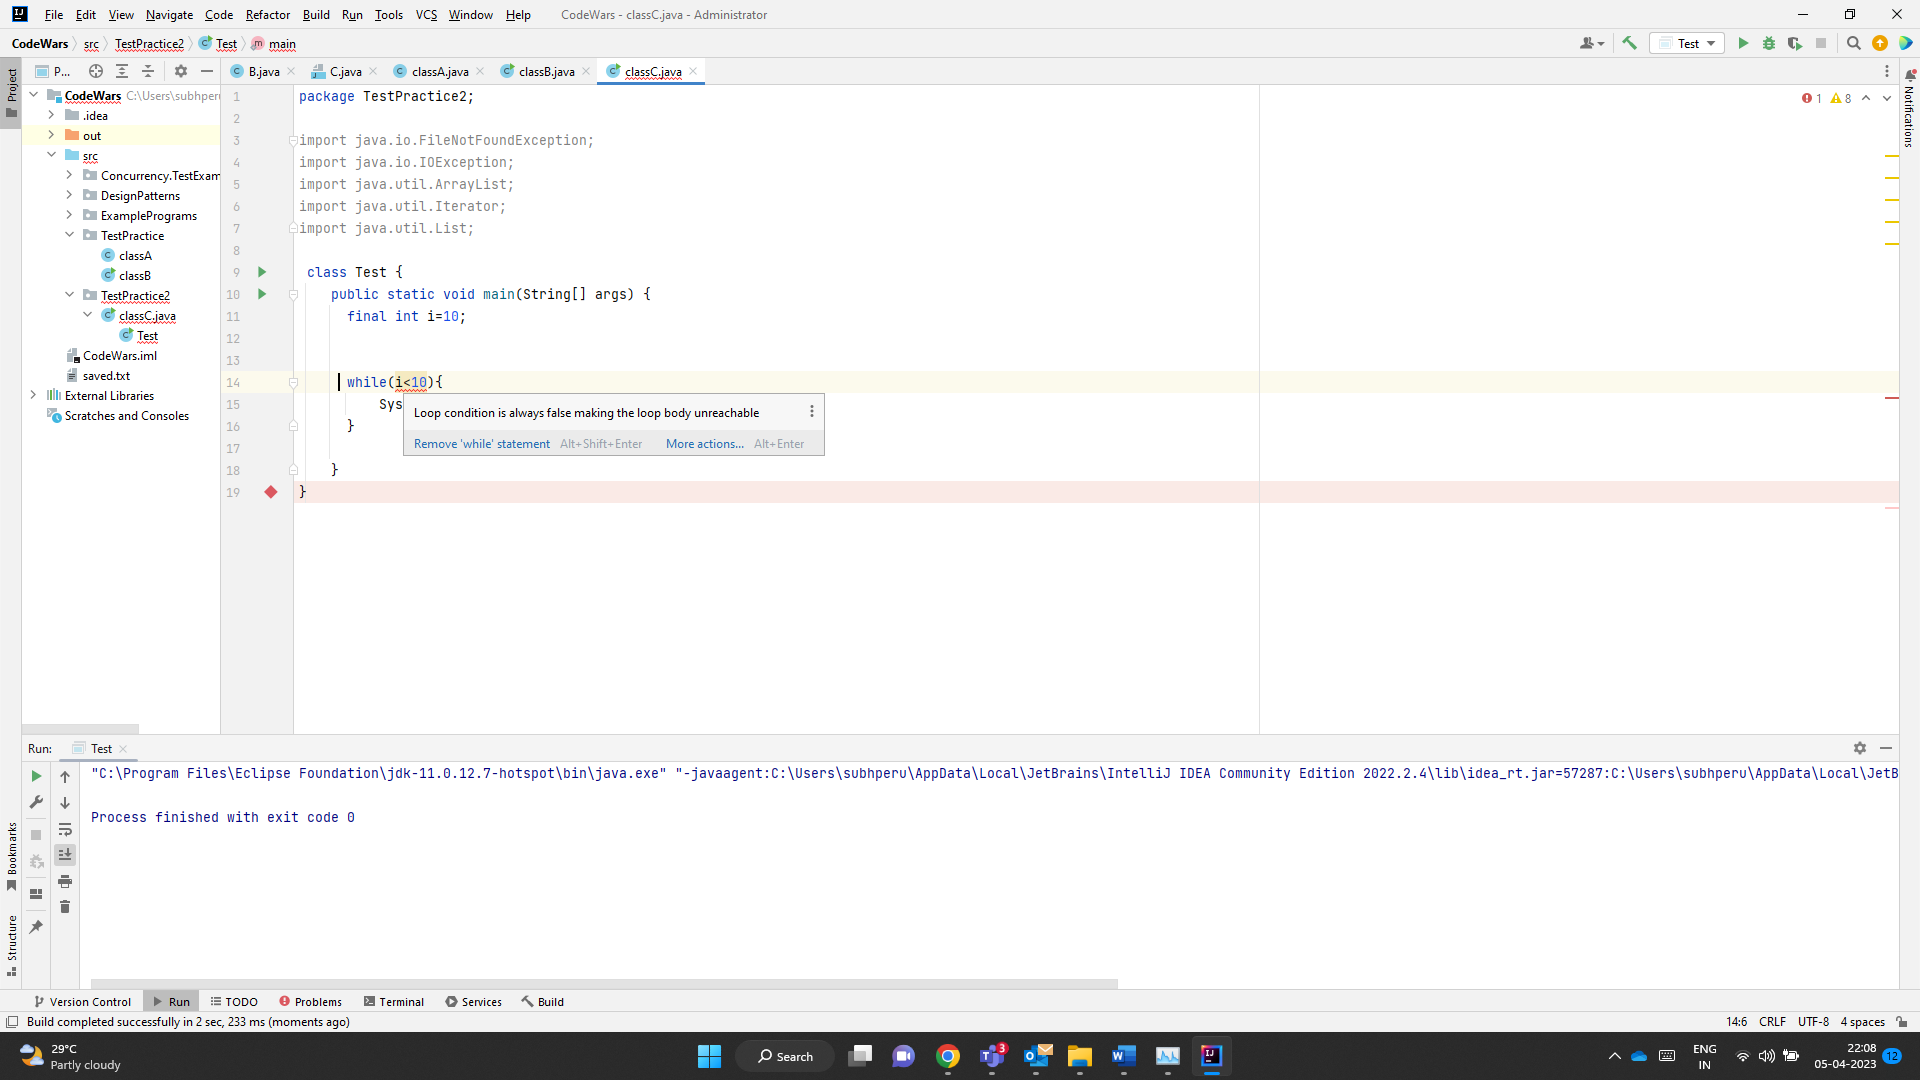 File Edit View Navigate Code Refactor Build Run Tools VCS Window Help CodeWars - classC.java - Administrator
CodeWars src TestPractice2 Test main Test
Project P... B.java C.java classA.java classB.java classC.java
Notifications
CodeWars C:\Users\subhperu
.idea
out
src
Concurrency.TestExam
DesignPatterns
ExamplePrograms
TestPractice
classA
classB
TestPractice2
classC.java
Test
CodeWars.iml
saved.txt
External Libraries
Scratches and Consoles
1 8
1 package TestPractice2;
2
3 import java.io.FileNotFoundException;
4 import java.io.IOException;
5 import java.util.ArrayList;
6 import java.util.Iterator;
7 import java.util.List;
8
9 class Test {
10 public static void main(String[] args) {
11 final int i=10;
12
13
14 while(i<10){
15 Sys
16 }
17
18 }
19 }
Loop condition is always false making the loop body unreachable
Remove 'while' statement Alt+Shift+Enter More actions... Alt+Enter
Run: Test
"C:\Program Files\Eclipse Foundation\jdk-11.0.12.7-hotspot\bin\java.exe" "-javaagent:C:\Users\subhperu\AppData\Local\JetBrains\IntelliJ IDEA Community Edition 2022.2.4\lib\idea_rt.jar=57287:C:\Users\subhperu\AppData\Local\JetB
Process finished with exit code 0
Bookmarks
Structure
Version Control Run TODO Problems Terminal Services Build
Build completed successfully in 2 sec, 233 ms (moments ago) 14:6 CRLF UTF-8 4 spaces
29°C
Partly cloudy
Search
3
ENG
IN
22:08
05-04-2023
12